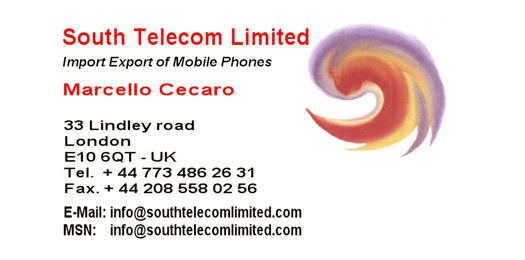 South Telecom Limited
Import Export of Mobile Phones
Marcello Cecaro
33 Lindley road
London
E10 6QT - UK
Tel. + 44 773 486 26 31
Fax. + 44 208 558 02 56
E-Mail: info@southtelecomlimited.com
MSN: info@southtelecomlimited.com